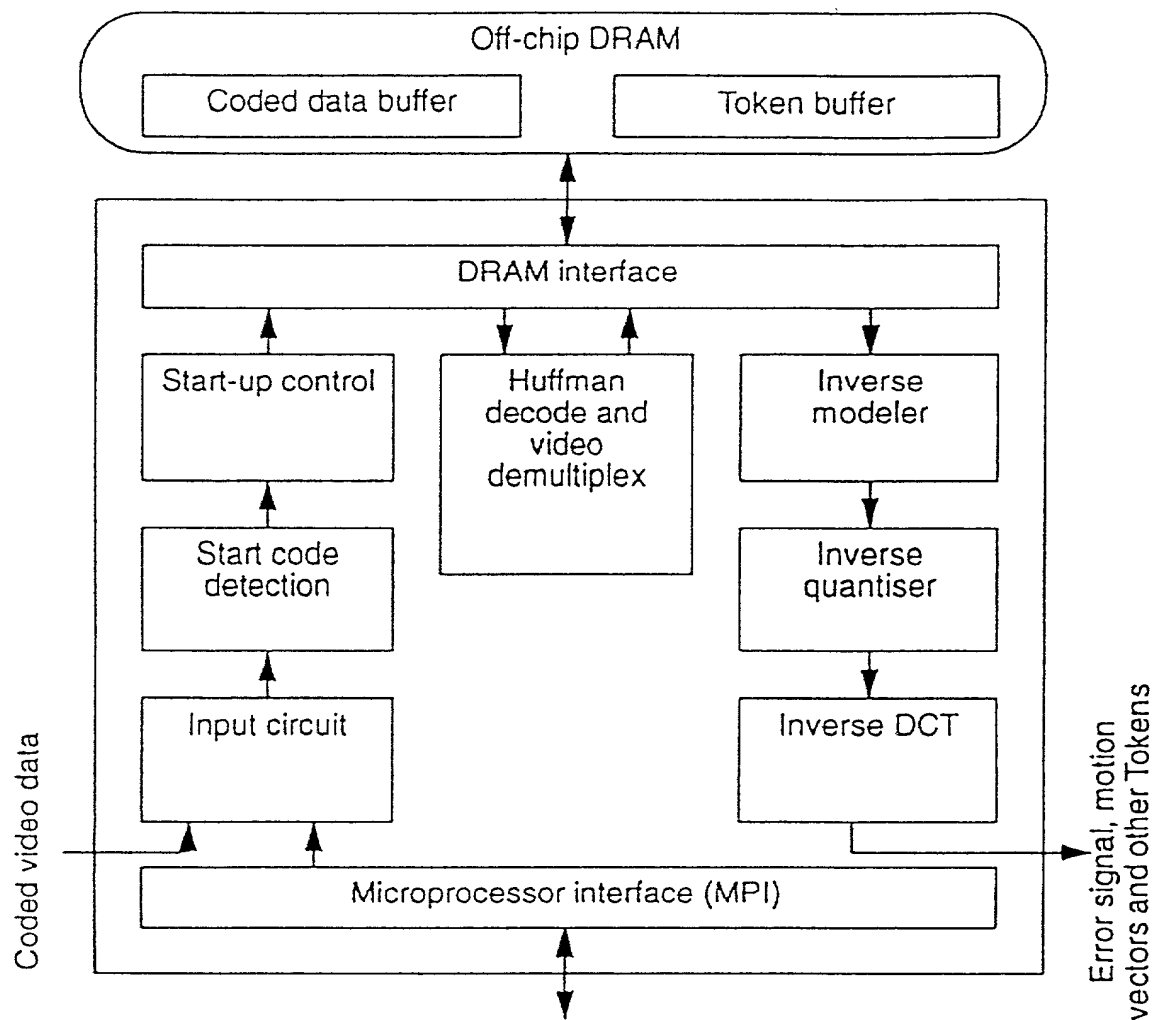 Off-chip DRAM
Coded data buffer
Token buffer
DRAM interface
Start-up control
Huffman
decode and
video
demultiplex
Inverse
modeler
Start code
detection
Inverse
quantiser
Input circuit
Inverse DCT
Coded video data
Error signal, motion
vectors and other Tokens
Microprocessor interface (MPI)